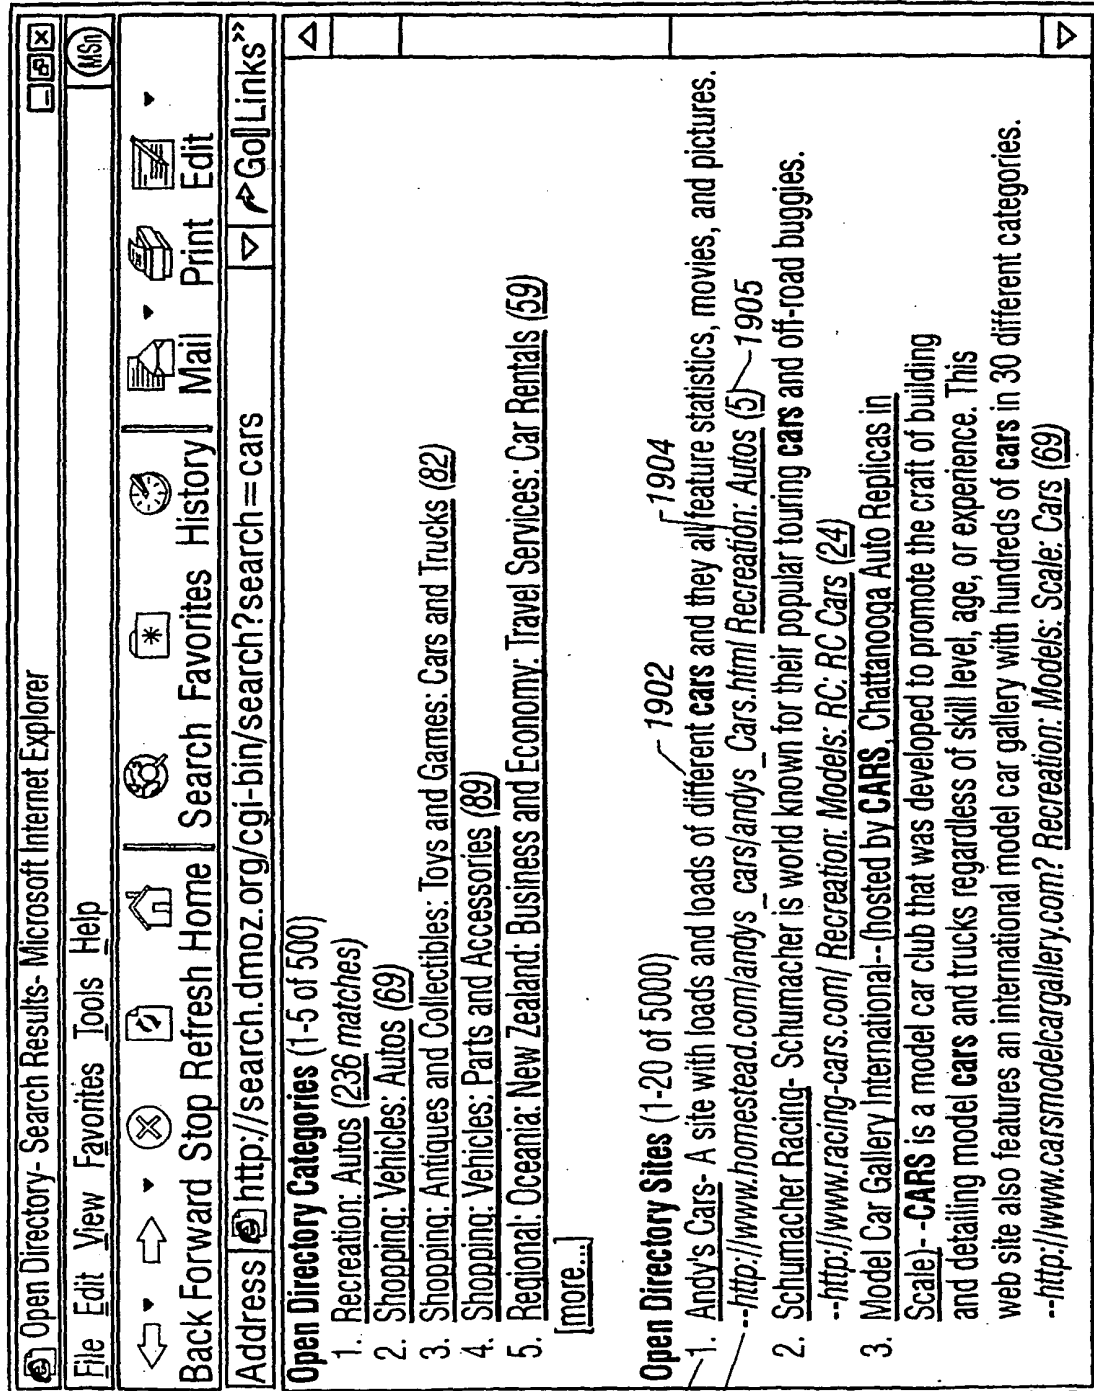 Open Directory- Search Results- Microsoft Internet Explorer
File Edit View Favorites Tools Help
MSn
Back Forward Stop Refresh Home Search Favorites History Mail Print Edit
Address http://search.dmoz.org/cgi-bin/search?search=cars Go Links»
Open Directory Categories (1-5 of 500)
1. Recreation: Autos (236 matches)
2. Shopping: Vehicles: Autos (69)
3. Shopping: Antiques and Collectibles: Toys and Games: Cars and Trucks (82)
4. Shopping: Vehicles: Parts and Accessories (89)
5. Regional: Oceania: New Zealand: Business and Economy: Travel Services: Car Rentals (59)
[more...]
1902
1904
Open Directory Sites (1-20 of 5000)
1. Andy's Cars- A site with loads and loads of different cars and they all feature statistics, movies, and pictures.
--http://www.homestead.com/andys_cars/andys_Cars.html Recreation: Autos (5) 1905
2. Schumacher Racing- Schumacher is world known for their popular touring cars and off-road buggies.
--http://www.racing-cars.com/ Recreation: Models: RC: RC Cars (24)
3. Model Car Gallery International--(hosted by CARS, Chattanooga Auto Replicas in
Scale)- -CARS is a model car club that was developed to promote the craft of building
and detailing model cars and trucks regardless of skill level, age, or experience. This
web site also features an international model car gallery with hundreds of cars in 30 different categories.
--http://www.carsmodelcargallery.com? Recreation: Models: Scale: Cars (69)